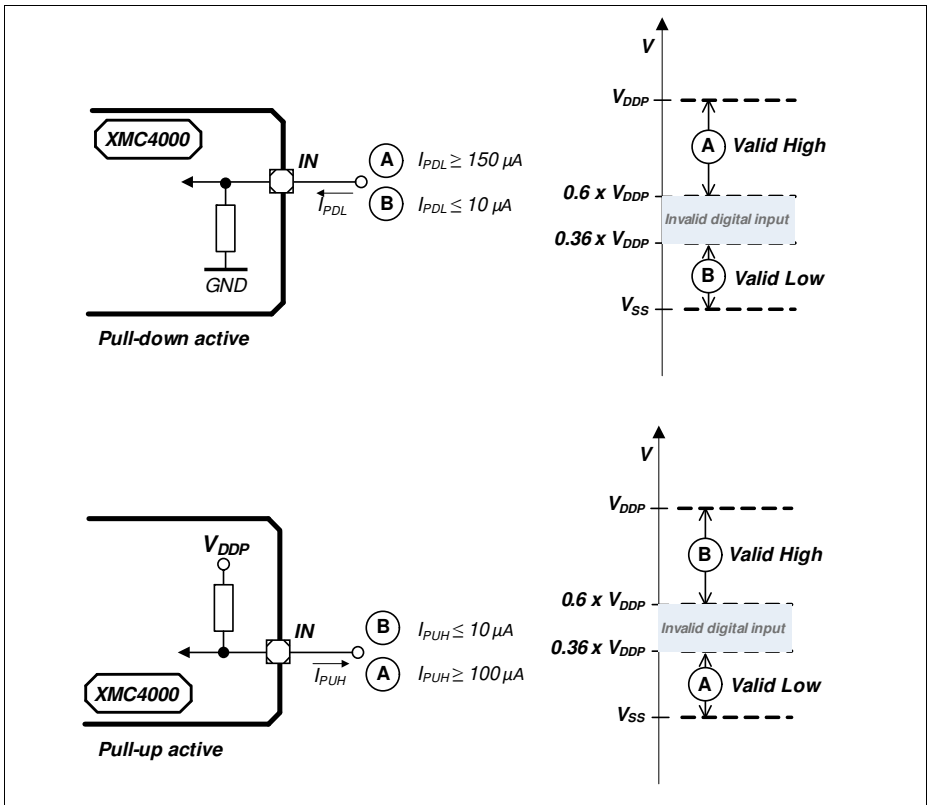 XMC4000
IN
A I_PDL ≥ 150 µA
B I_PDL ≤ 10 µA
I_PDL
GND
Pull-down active
V
V_DDP
A Valid High
0.6 x V_DDP
Invalid digital input
0.36 x V_DDP
B Valid Low
V_SS
V_DDP
IN
B I_PUH ≤ 10 µA
A I_PUH ≥ 100 µA
I_PUH
XMC4000
Pull-up active
V
V_DDP
B Valid High
0.6 x V_DDP
Invalid digital input
0.36 x V_DDP
A Valid Low
V_SS